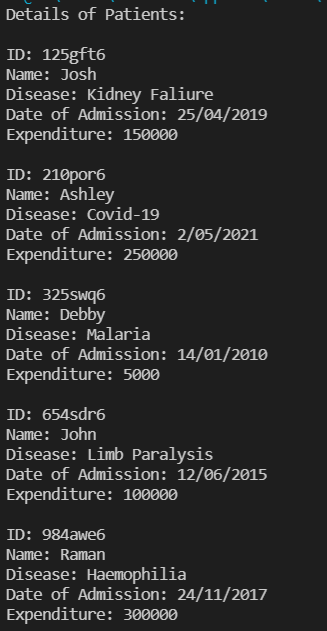 Details of Patients:
ID: 125gft6
Name: Josh
Disease: Kidney Faliure
Date of Admission: 25/04/2019
Expenditure: 150000
ID: 210por6
Name: Ashley
Disease: Covid-19
Date of Admission: 2/05/2021
Expenditure: 250000
ID: 325swq6
Name: Debby
Disease: Malaria
Date of Admission: 14/01/2010
Expenditure: 5000
ID: 654sdr6
Name: John
Disease: Limb Paralysis
Date of Admission: 12/06/2015
Expenditure: 100000
ID: 984awe6
Name: Raman
Disease: Haemophilia
Date of Admission: 24/11/2017
Expenditure: 300000